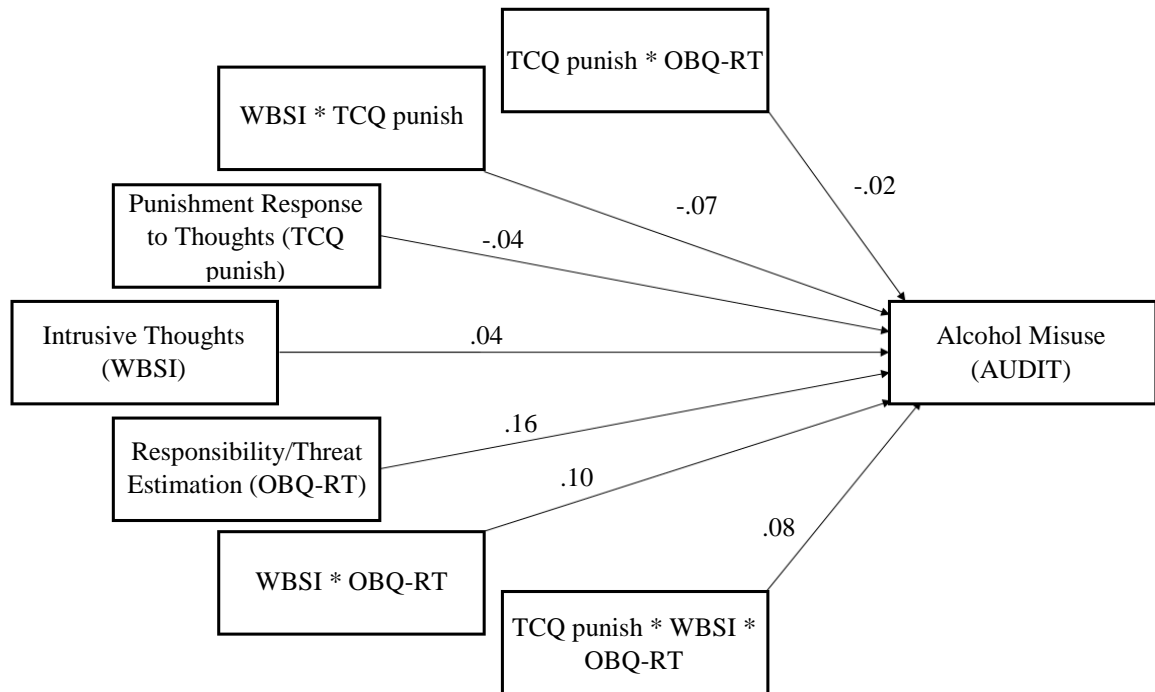 TCQ punish * OBQ-RT
WBSI * TCQ punish
-.02
-.07
Punishment Response
to Thoughts (TCQ
punish)
-.04
Intrusive Thoughts
(WBSI)
.04
Alcohol Misuse
(AUDIT)
Responsibility/Threat
Estimation (OBQ-RT)
.16
.10
WBSI * OBQ-RT
.08
TCQ punish * WBSI *
OBQ-RT